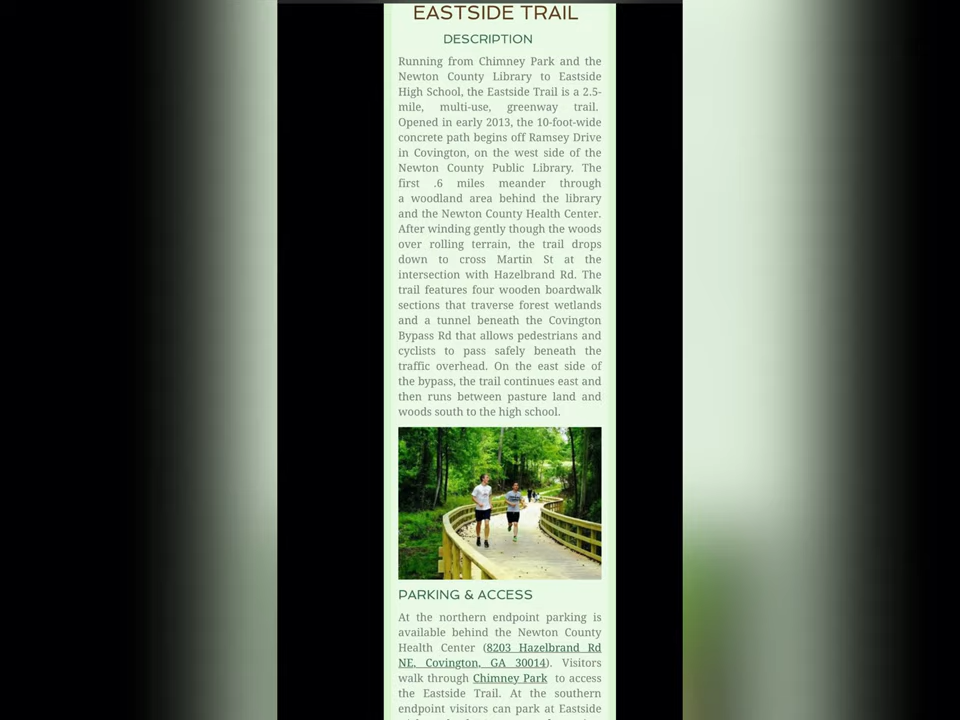 EASTSIDE TRAIL
DESCRIPTION
Running from Chimney Park and the
Newton County Library to Eastside
High School, the Eastside Trail is a 2.5-
mile, multi-use, greenway trail.
Opened in early 2013, the 10-foot-wide
concrete path begins off Ramsey Drive
in Covington, on the west side of the
Newton County Public Library. The
first .6 miles meander through
a woodland area behind the library
and the Newton County Health Center.
After winding gently though the woods
over rolling terrain, the trail drops
down to cross Martin St at the
intersection with Hazelbrand Rd. The
trail features four wooden boardwalk
sections that traverse forest wetlands
and a tunnel beneath the Covington
Bypass Rd that allows pedestrians and
cyclists to pass safely beneath the
traffic overhead. On the east side of
the bypass, the trail continues east and
then runs between pasture land and
woods south to the high school.
PARKING & ACCESS
At the northern endpoint parking is
available behind the Newton County
Health Center (8203 Hazelbrand Rd
NE, Covington, GA 30014). Visitors
walk through Chimney Park to access
the Eastside Trail. At the southern
endpoint visitors can park at Eastside